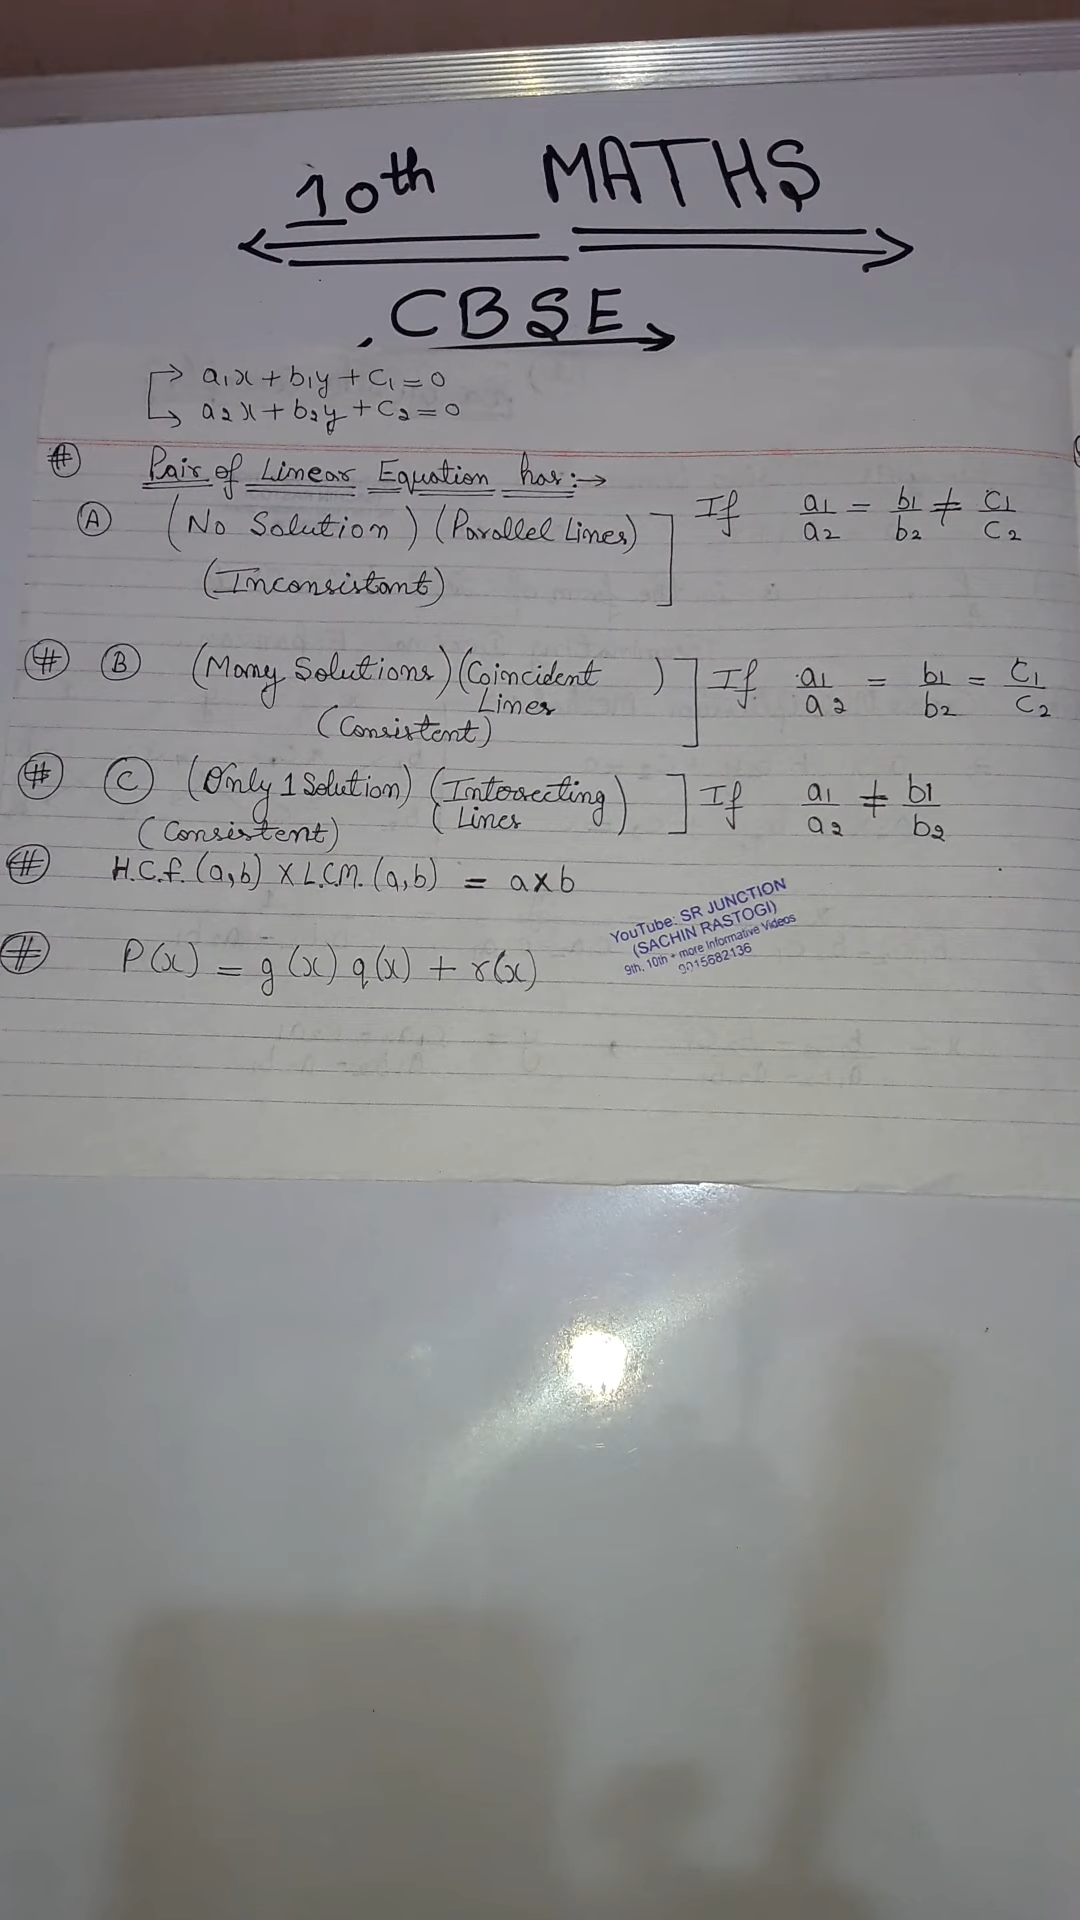 10th MATHS
CBSE
a₁x + b₁y + c₁ = 0
a₂x + b₂y + c₂ = 0
# Pair of Linear Equation has:→
A (No Solution) (Parallel Lines) ] If a₁/a₂ = b₁/b₂ ≠ c₁/c₂
(Inconsistant)
# B (Many Solutions) (Coincident Lines) ] If a₁/a₂ = b₁/b₂ = c₁/c₂
(Consistent)
# C (Only 1 Solution) (Intersecting Lines) ] If a₁/a₂ ≠ b₁/b₂
(Consistent)
# H.C.f. (a,b) × L.C.M. (a,b) = a×b
# P(x) = g(x) q(x) + r(x)
YouTube: SR JUNCTION
(SACHIN RASTOGI)
9th, 10th + more Informative Videos
9015682136